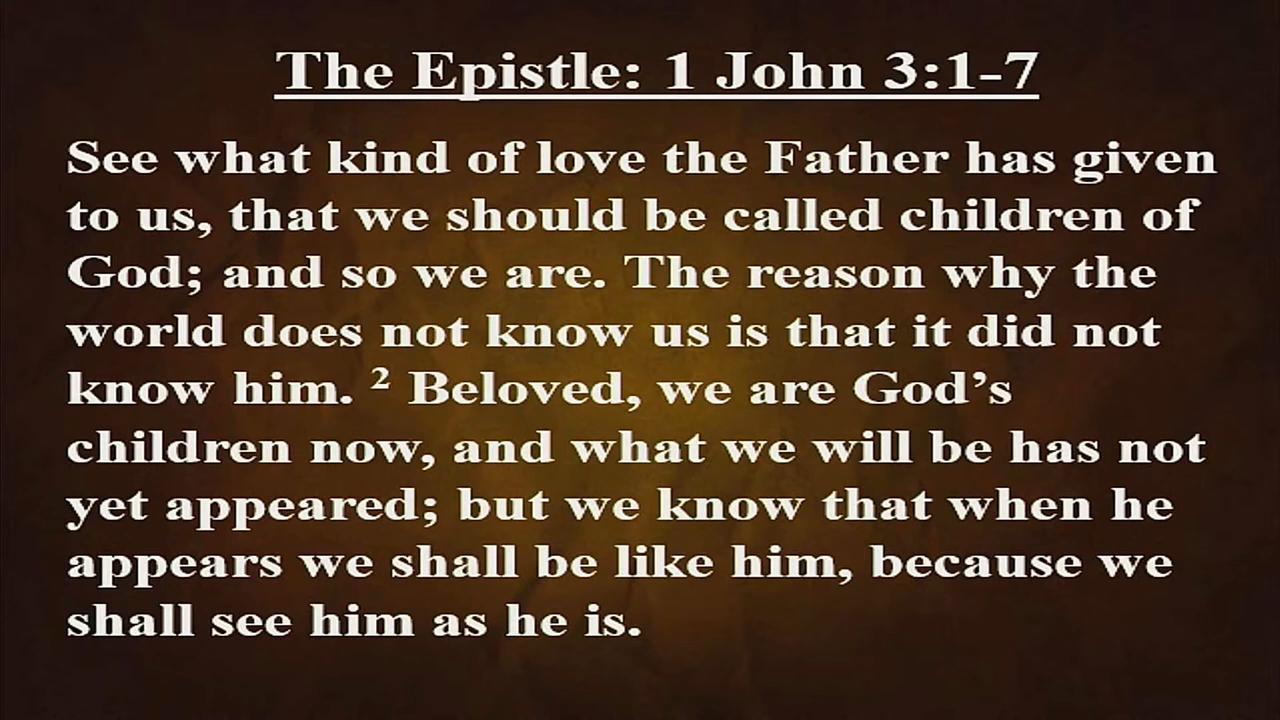 The Epistle: 1 John 3:1-7
See what kind of love the Father has given
to us, that we should be called children of
God; and so we are. The reason why the
world does not know us is that it did not
know him. ² Beloved, we are God’s
children now, and what we will be has not
yet appeared; but we know that when he
appears we shall be like him, because we
shall see him as he is.